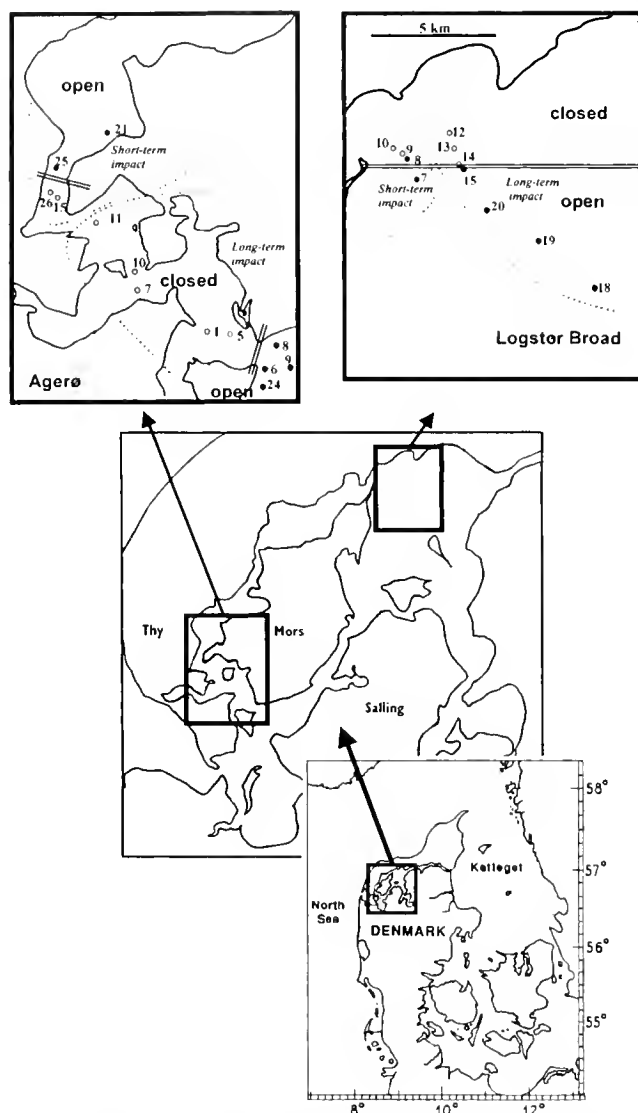 open
21
25
Short-term
impact
26
15
11
9
Long-term
impact
10
closed
7
1
5
8
6
9
24
Agerø
open
5 km
closed
12
10
9
13
8
14
7
15
Short-term
impact
Long-term
impact
open
20
19
18
Logstør Broad
Thy
Mors
Salling
58°
Katteget
57°
North
Sea
DENMARK
56°
55°
8°
10°
12°